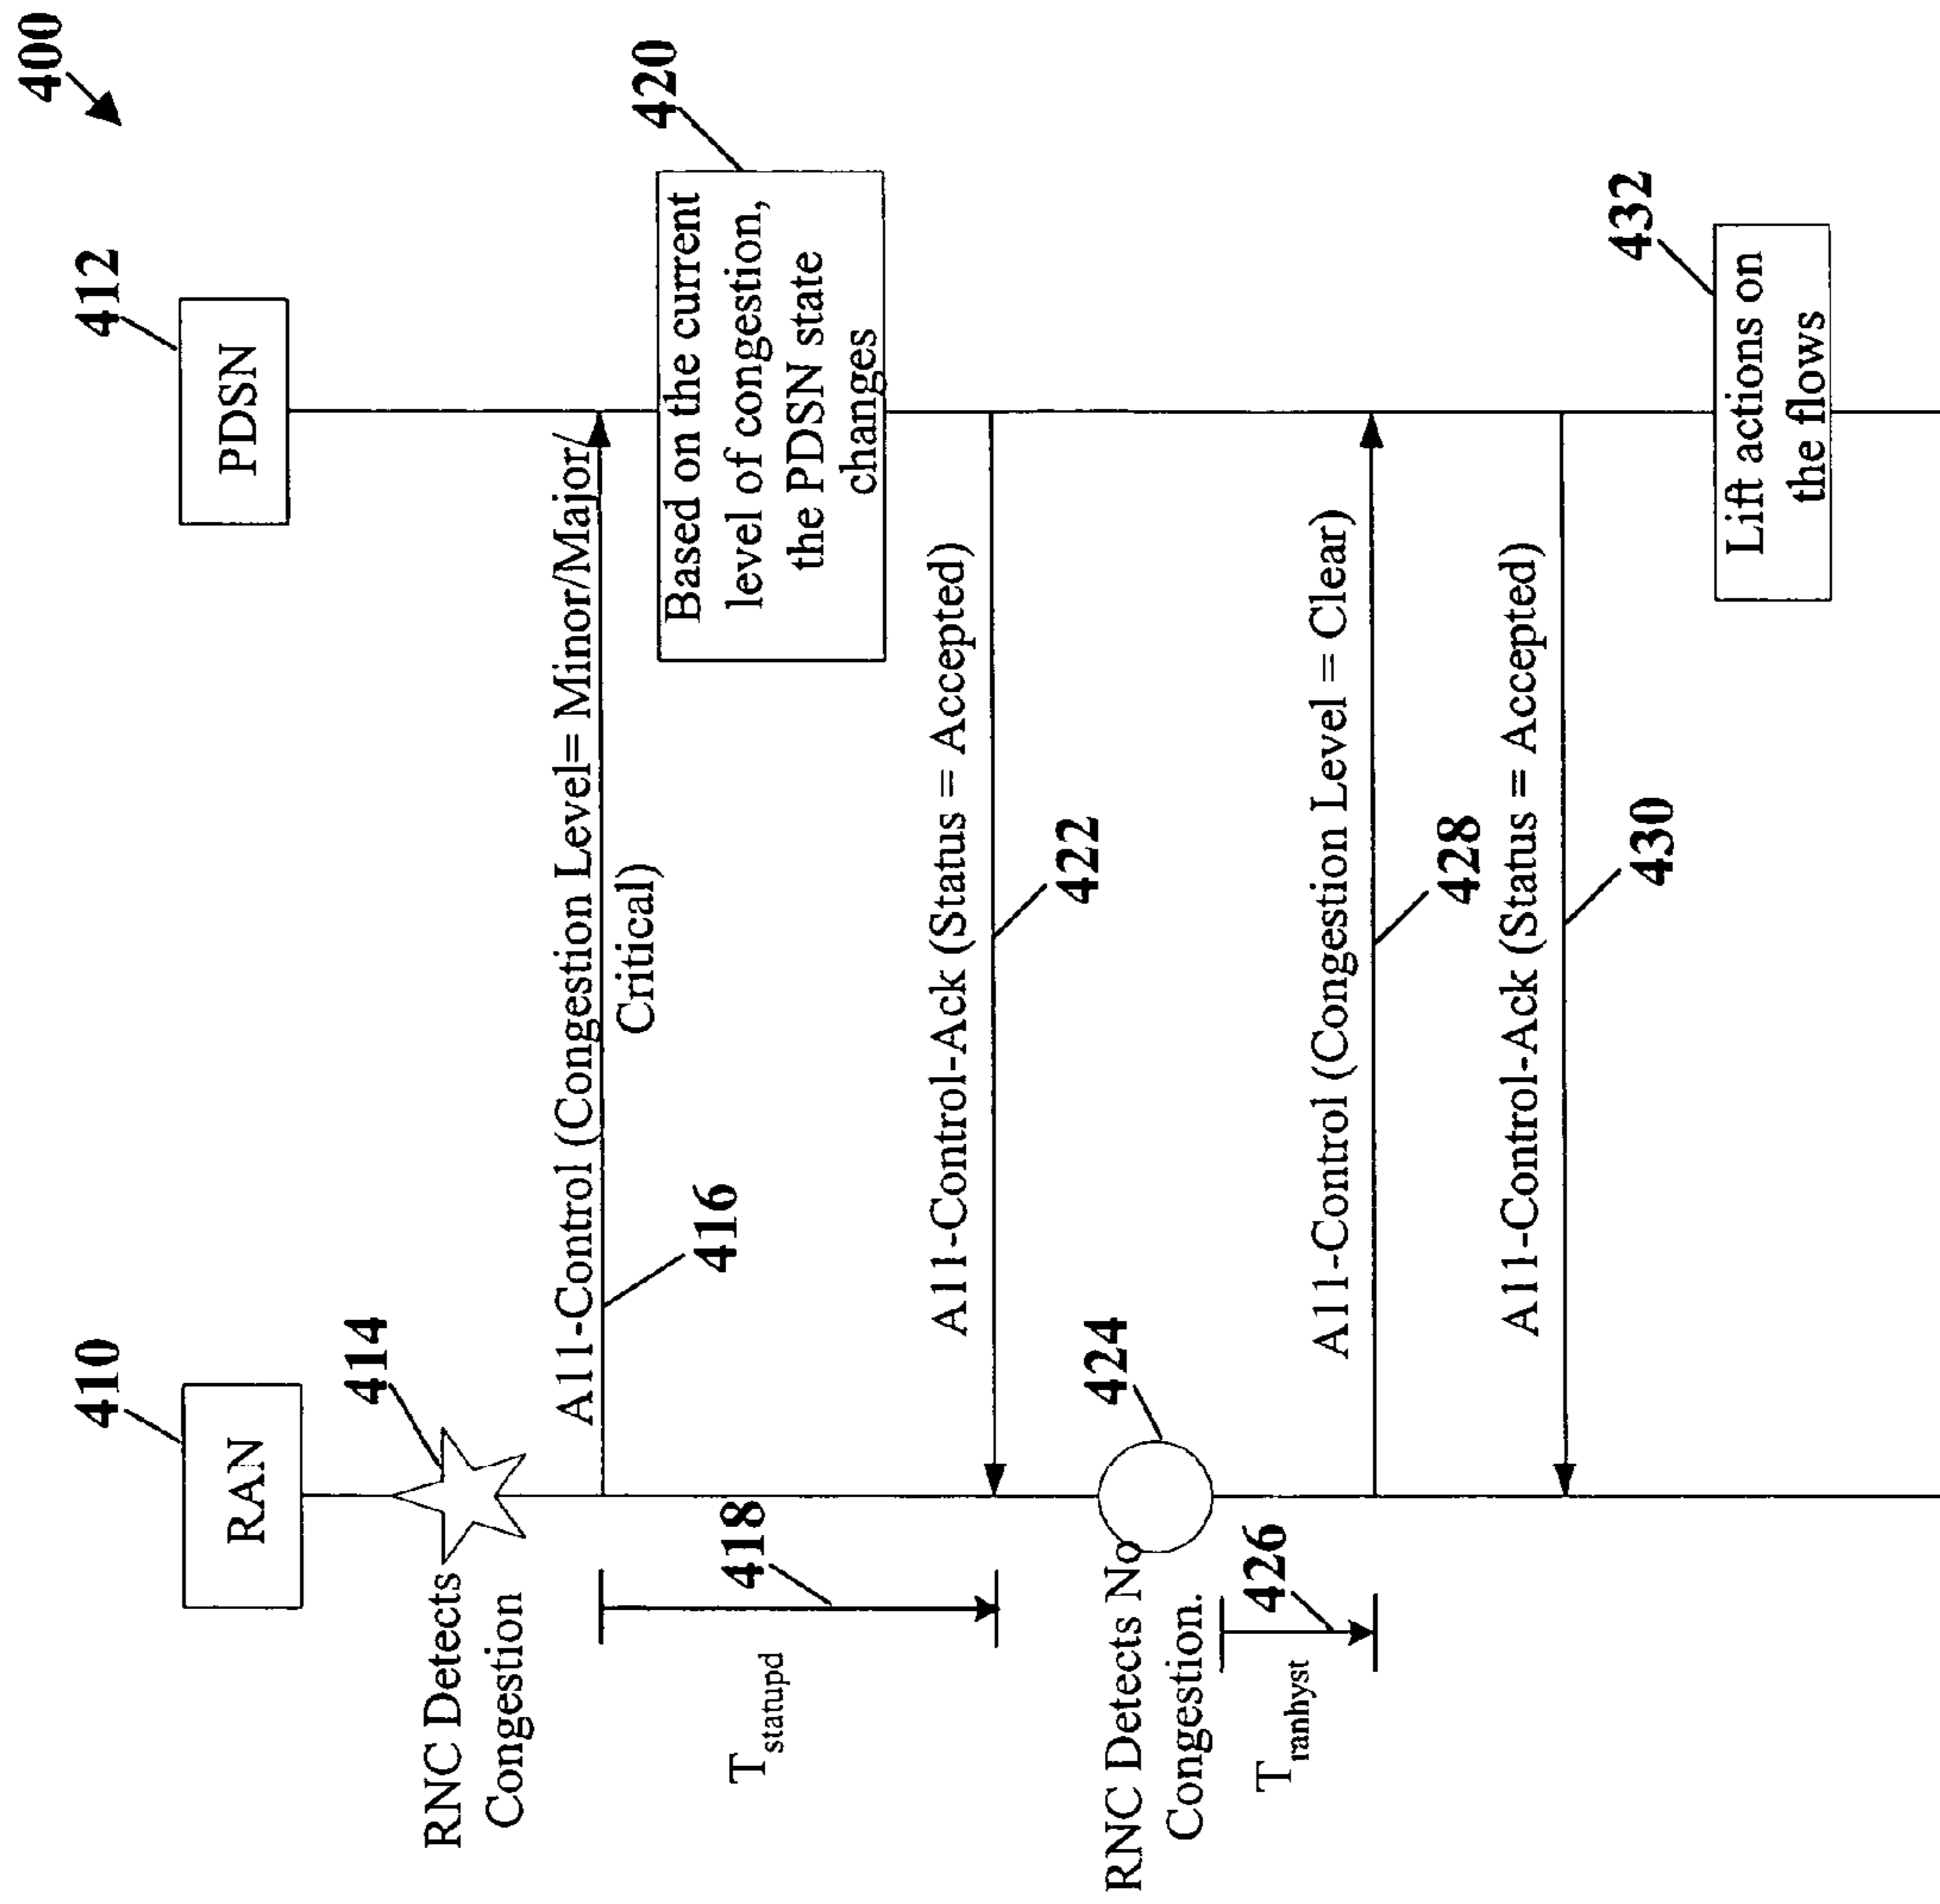 400
410
RAN
412
PDSN
414
RNC Detects
Congestion
A11-Control (Congestion Level= Minor/Major/
Critical)
416
T statupd
418
420
Based on the current
level of congestion,
the PDSN state
changes
A11-Control-Ack (Status = Accepted)
422
424
RNC Detects No
Congestion.
T ranhyst
426
A11-Control (Congestion Level = Clear)
428
A11-Control-Ack (Status = Accepted)
430
432
Lift actions on
the flows